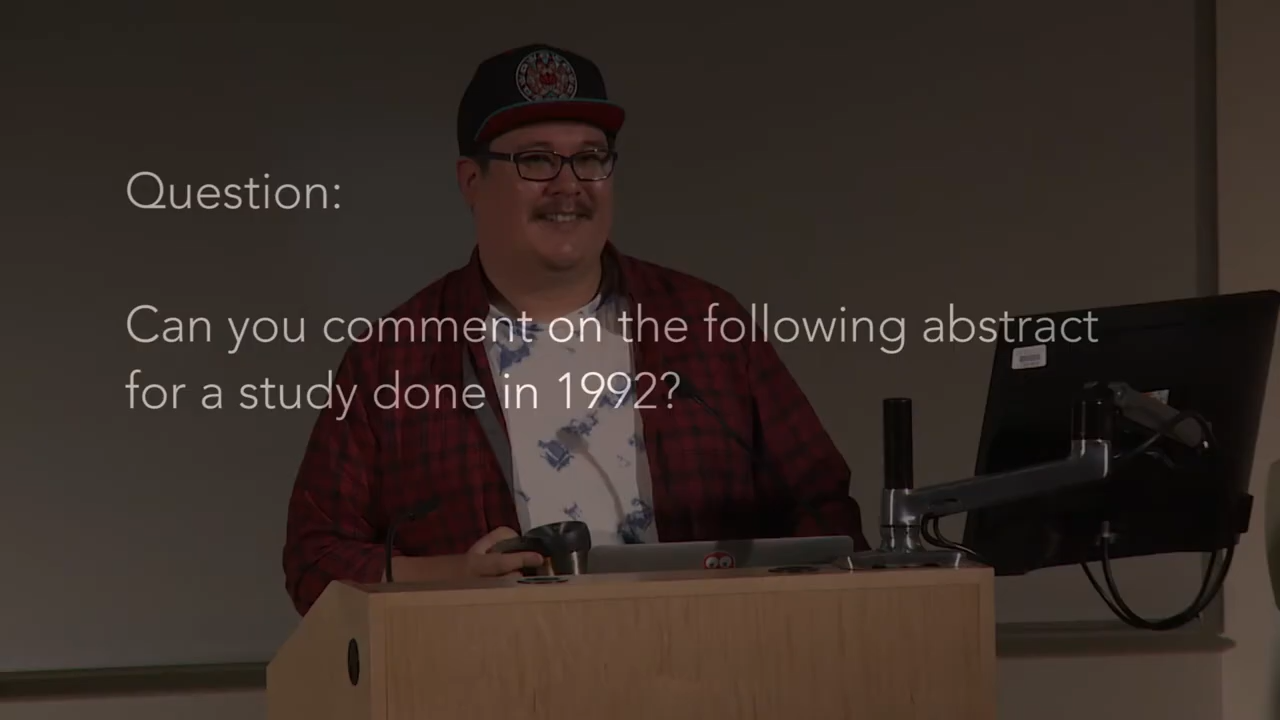 Question:
Can you comment on the following abstract
for a study done in 1992?